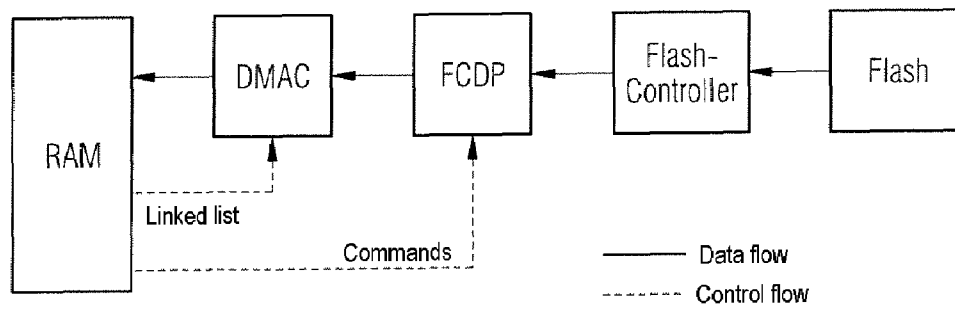 RAM
DMAC
FCDP
Flash-
Controller
Flash
Linked list
Commands
Data flow
Control flow